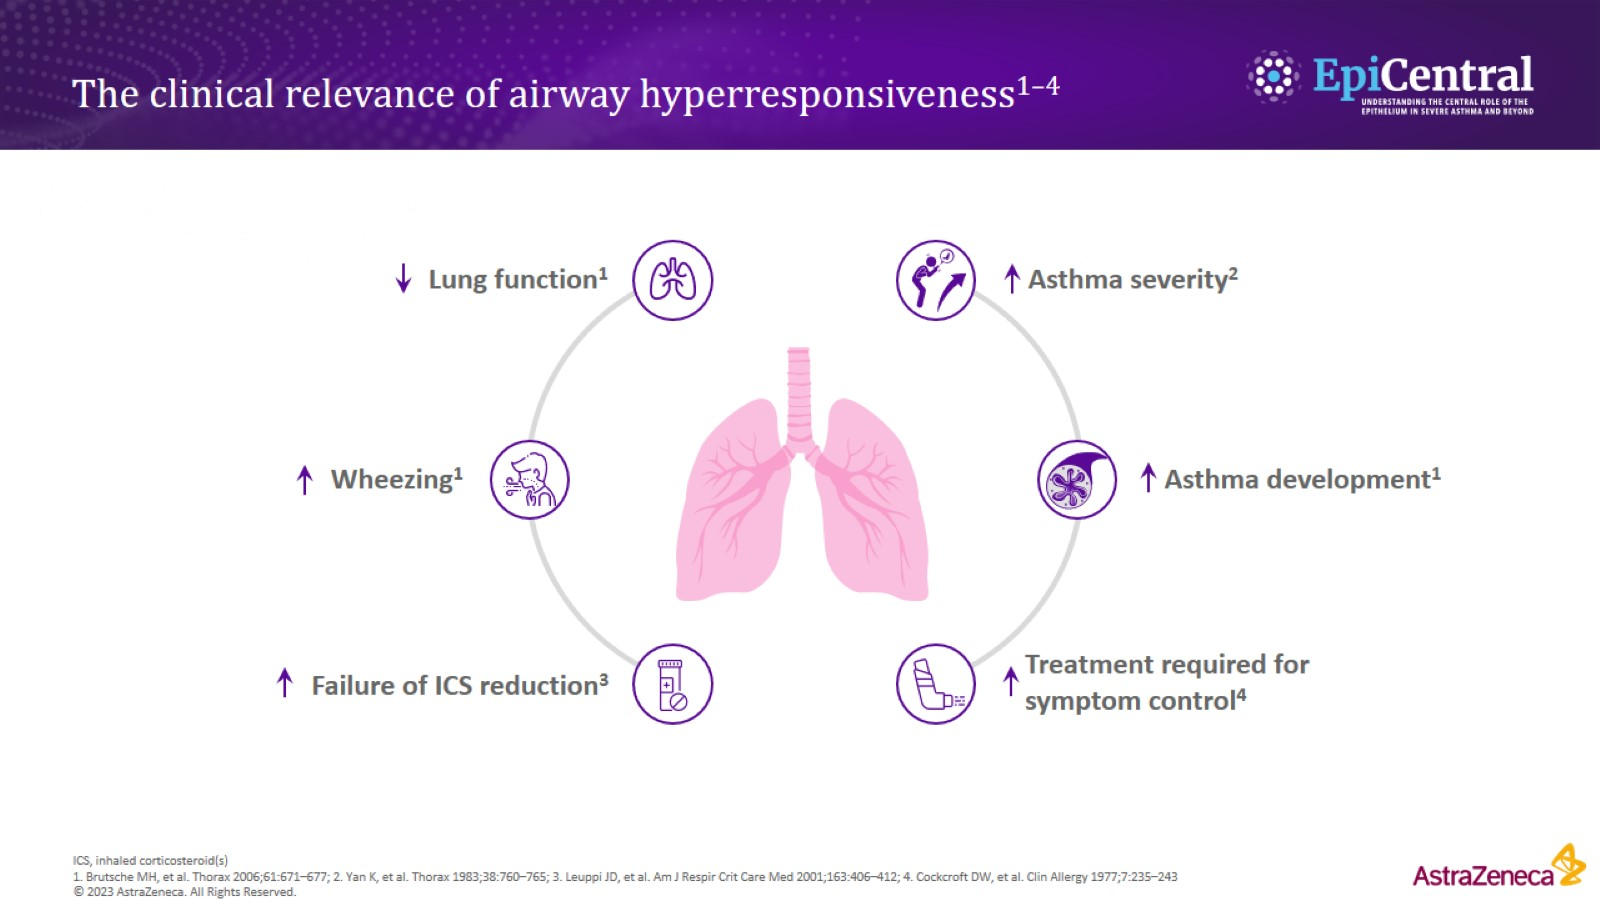 The clinical relevance of airway hyperresponsiveness¹⁻⁴
EpiCentral
UNDERSTANDING THE CENTRAL ROLE OF THE
EPITHELIUM IN SEVERE ASTHMA AND BEYOND
↓ Lung function¹
↑ Asthma severity²
↑ Wheezing¹
↑ Asthma development¹
↑ Failure of ICS reduction³
↑ Treatment required for
symptom control⁴
ICS, inhaled corticosteroid(s)
1. Brutsche MH, et al. Thorax 2006;61:671–677; 2. Yan K, et al. Thorax 1983;38:760–765; 3. Leuppi JD, et al. Am J Respir Crit Care Med 2001;163:406–412; 4. Cockcroft DW, et al. Clin Allergy 1977;7:235–243
© 2023 AstraZeneca. All Rights Reserved.
AstraZeneca